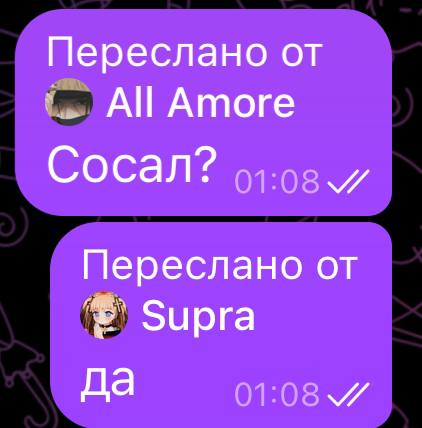 Переслано от
All Amore
Сосал? 01:08
Переслано от
Supra
да 01:08